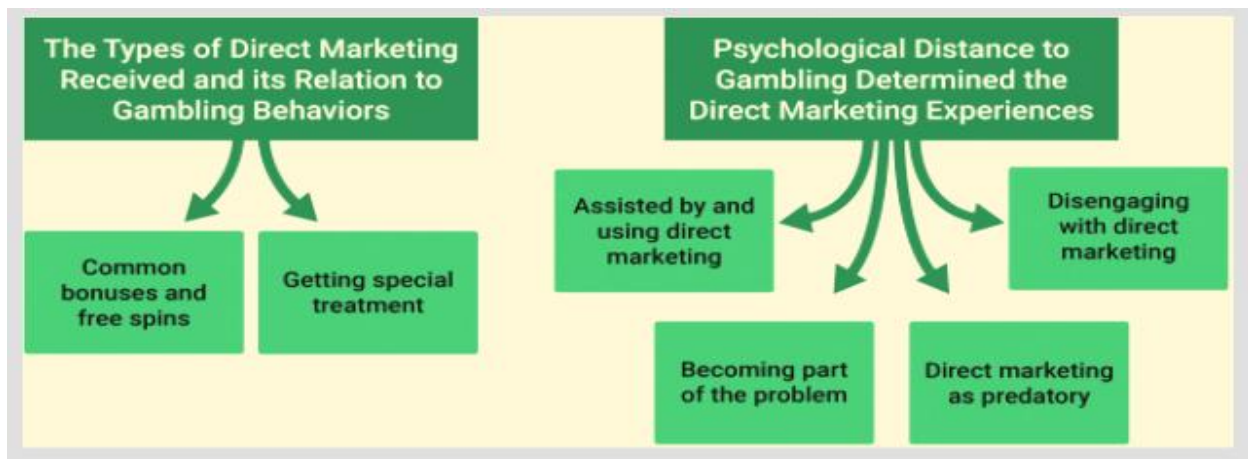 The Types of Direct Marketing
Received and its Relation to
Gambling Behaviors
Common
bonuses and
free spins
Getting special
treatment
Psychological Distance to
Gambling Determined the
Direct Marketing Experiences
Assisted by and
using direct
marketing
Becoming part
of the problem
Direct marketing
as predatory
Disengaging
with direct
marketing